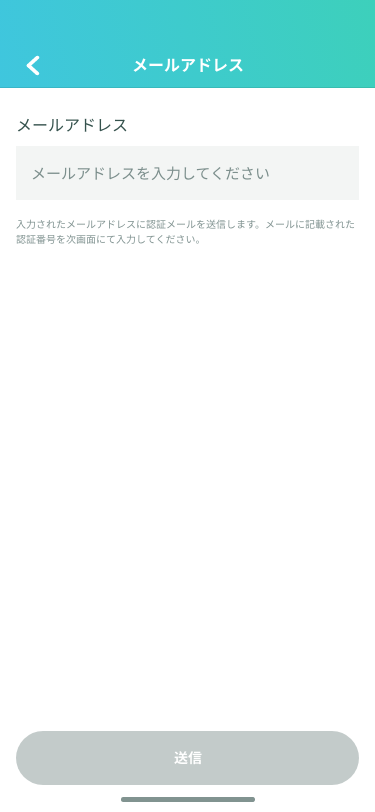 メールアドレス
メールアドレス
メールアドレスを入力してください
入力されたメールアドレスに認証メールを送信します。メールに記載された
認証番号を次画面にて入力してください。
送信